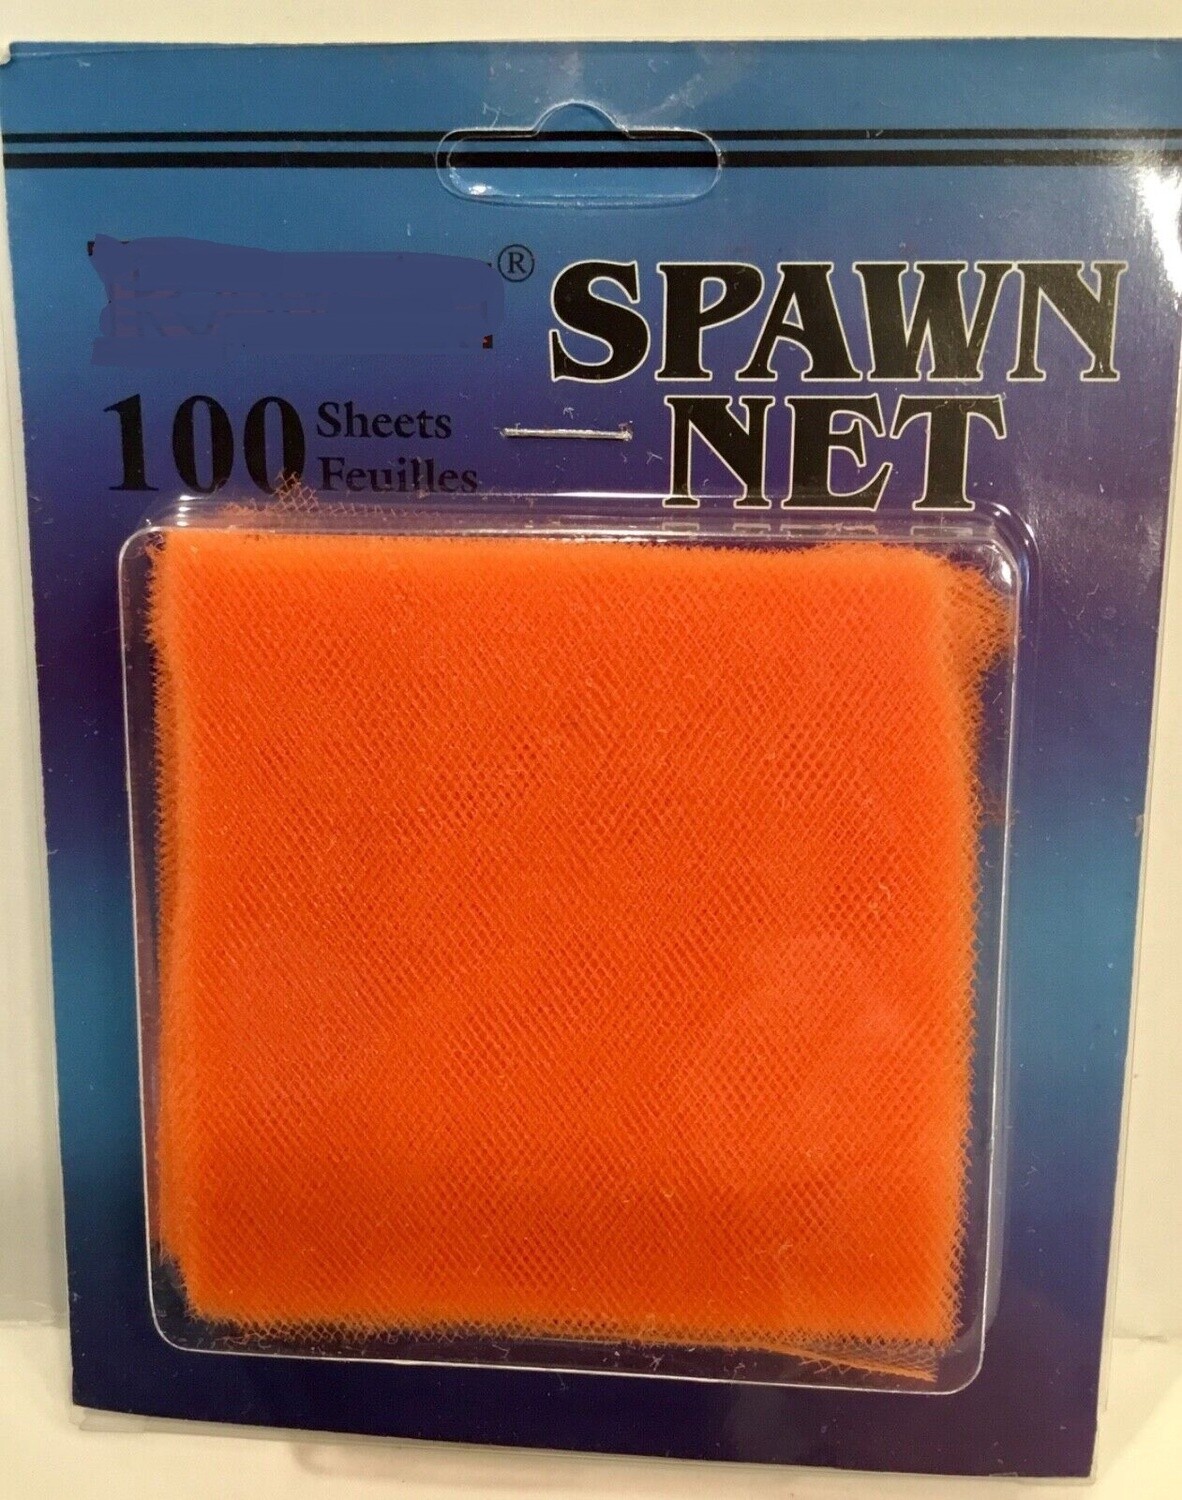 ®
SPAWN
NET
100 Sheets
Feuilles